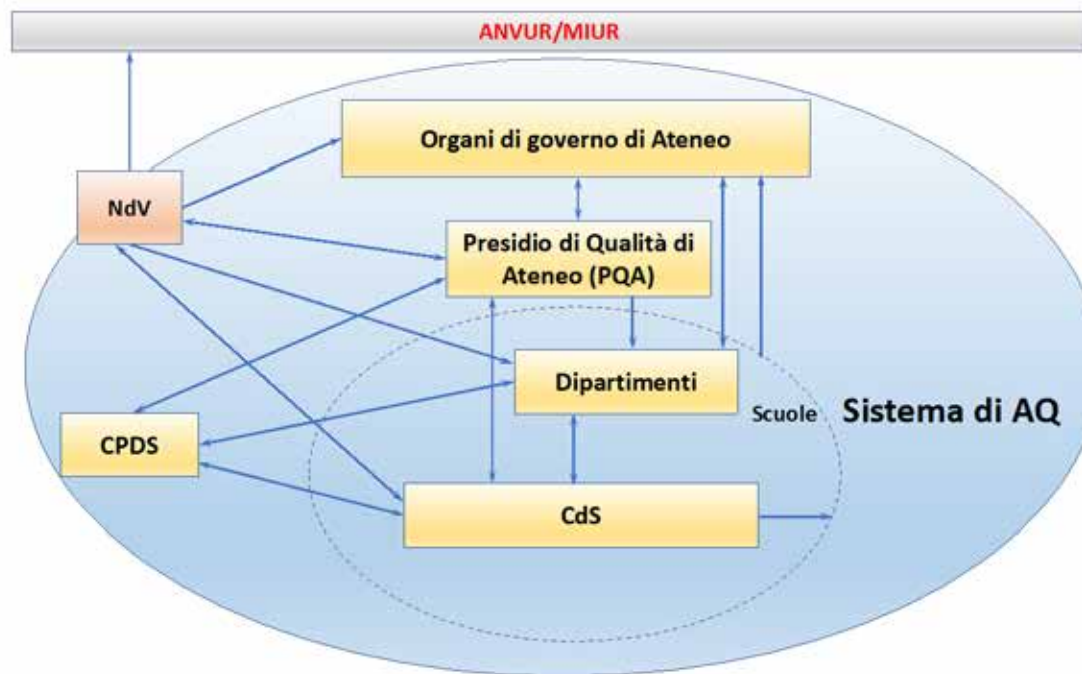 ANVUR/MIUR
Organi di governo di Ateneo
NdV
Presidio di Qualità di
Ateneo (PQA)
Dipartimenti
Scuole
Sistema di AQ
CPDS
CdS